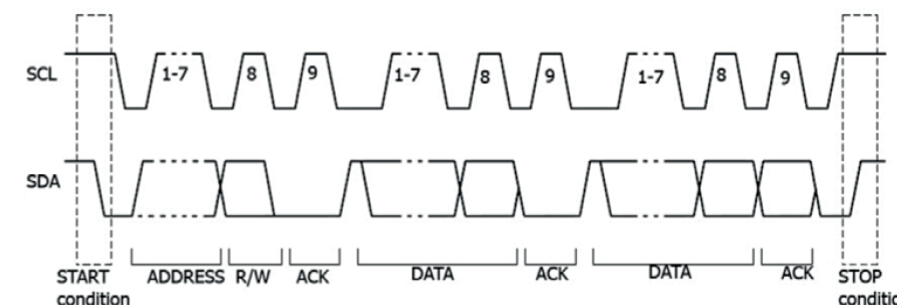 SCL
1-7 8 9 1-7 8 9 1-7 8 9
SDA
START ADDRESS R/W ACK DATA ACK DATA ACK STOP
condition conditio